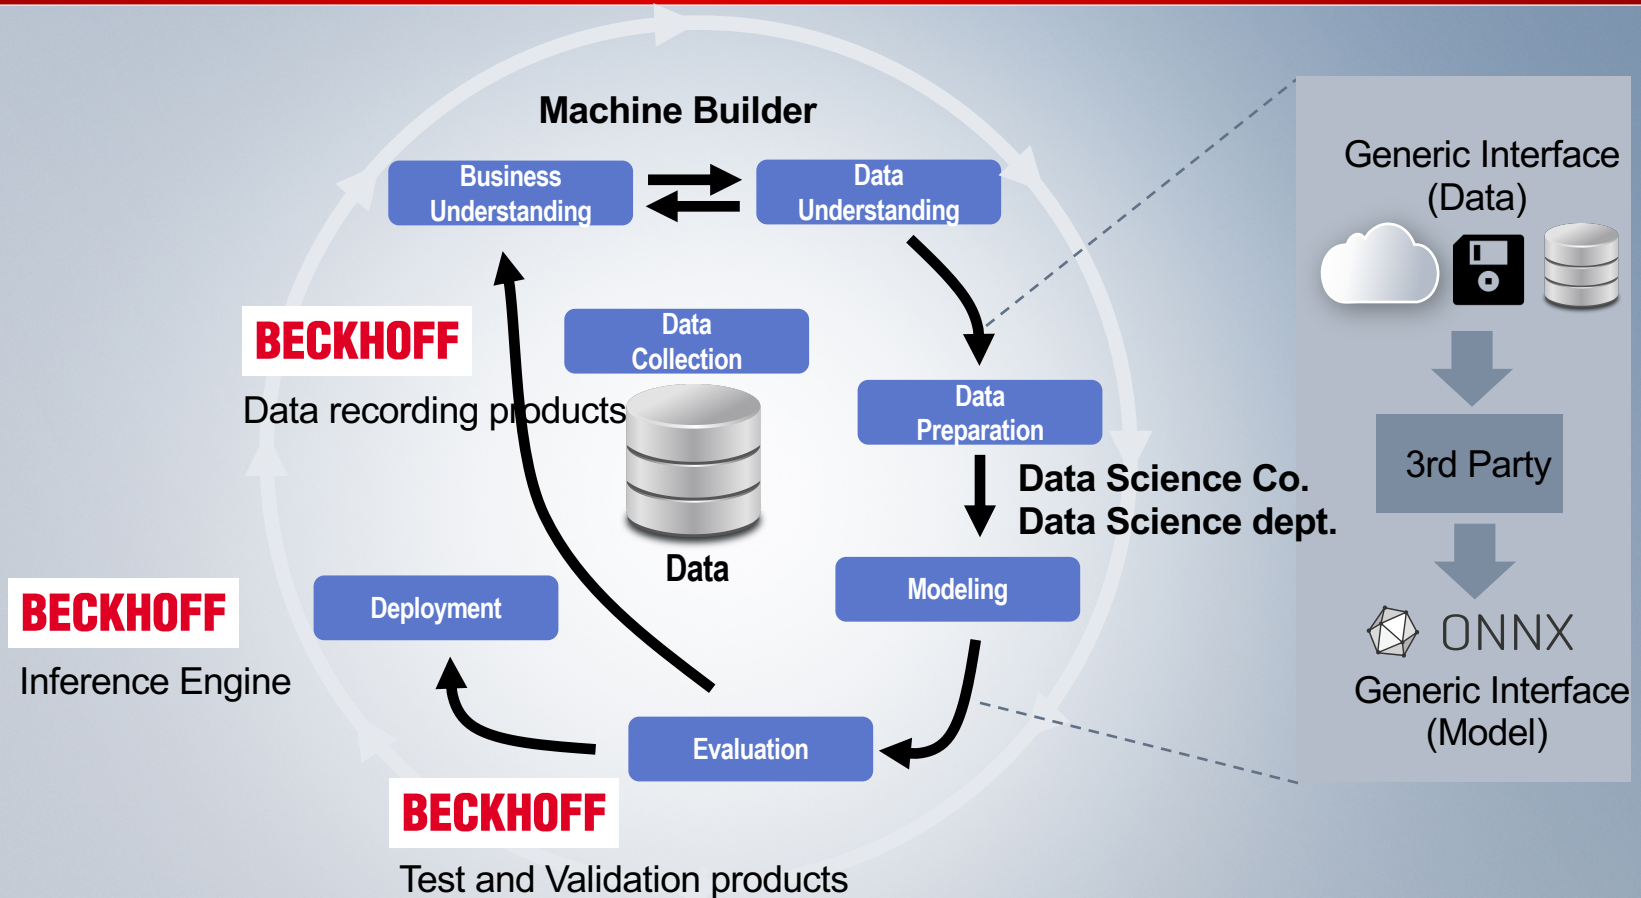 Machine Builder
Business
Understanding
Data
Understanding
Generic Interface
(Data)
BECKHOFF
Data recording products
Data
Collection
Data
Data
Preparation
3rd Party
Data Science Co.
Data Science dept.
Modeling
ONNX
Generic Interface
(Model)
BECKHOFF
Inference Engine
Deployment
Evaluation
BECKHOFF
Test and Validation products